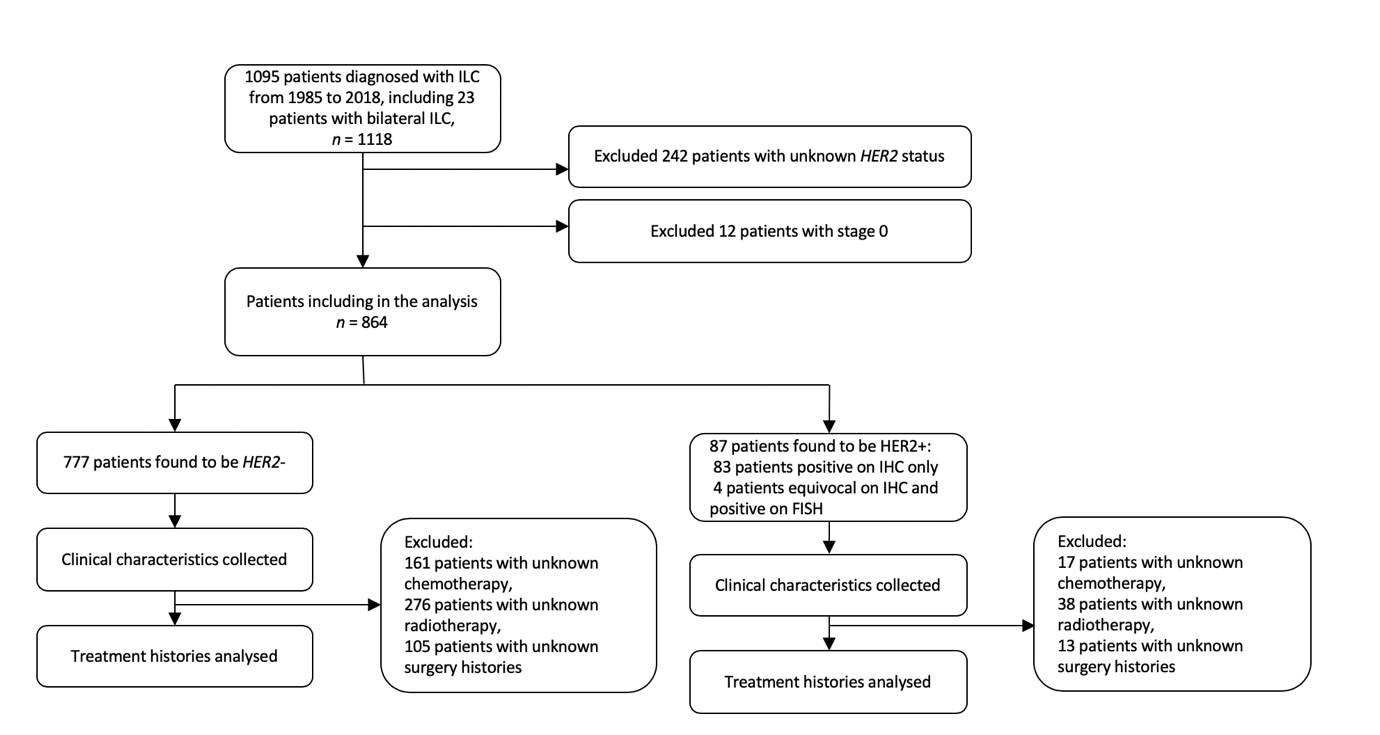 1095 patients diagnosed with ILC
from 1985 to 2018, including 23
patients with bilateral ILC,
n = 1118
Excluded 242 patients with unknown HER2 status
Excluded 12 patients with stage 0
Patients including in the analysis
n = 864
777 patients found to be HER2-
Clinical characteristics collected
Excluded:
161 patients with unknown
chemotherapy,
276 patients with unknown
radiotherapy,
105 patients with unknown
surgery histories
Treatment histories analysed
87 patients found to be HER2+:
83 patients positive on IHC only
4 patients equivocal on IHC and
positive on FISH
Clinical characteristics collected
Excluded:
17 patients with unknown
chemotherapy,
38 patients with unknown
radiotherapy,
13 patients with unknown
surgery histories
Treatment histories analysed